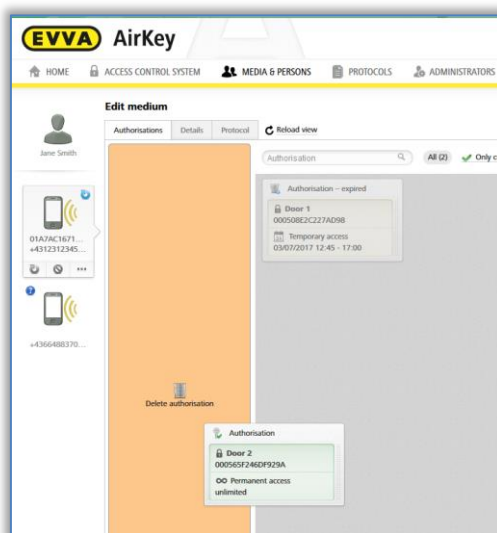 EVVA AirKey
HOME ACCESS CONTROL SYSTEM MEDIA & PERSONS PROTOCOLS ADMINISTRATORS
Edit medium
Authorisations Details Protocol Reload view
Jane Smith
Authorisation All (2) Only
Authorisation – expired
Door 1
000508E2C227AD98
Temporary access
03/07/2017 12:45 - 17:00
01A7AC1671...
+4312312345...
+4366488370...
Delete authorisation
Authorisation
Door 2
000565F246DF929A
Permanent access
unlimited